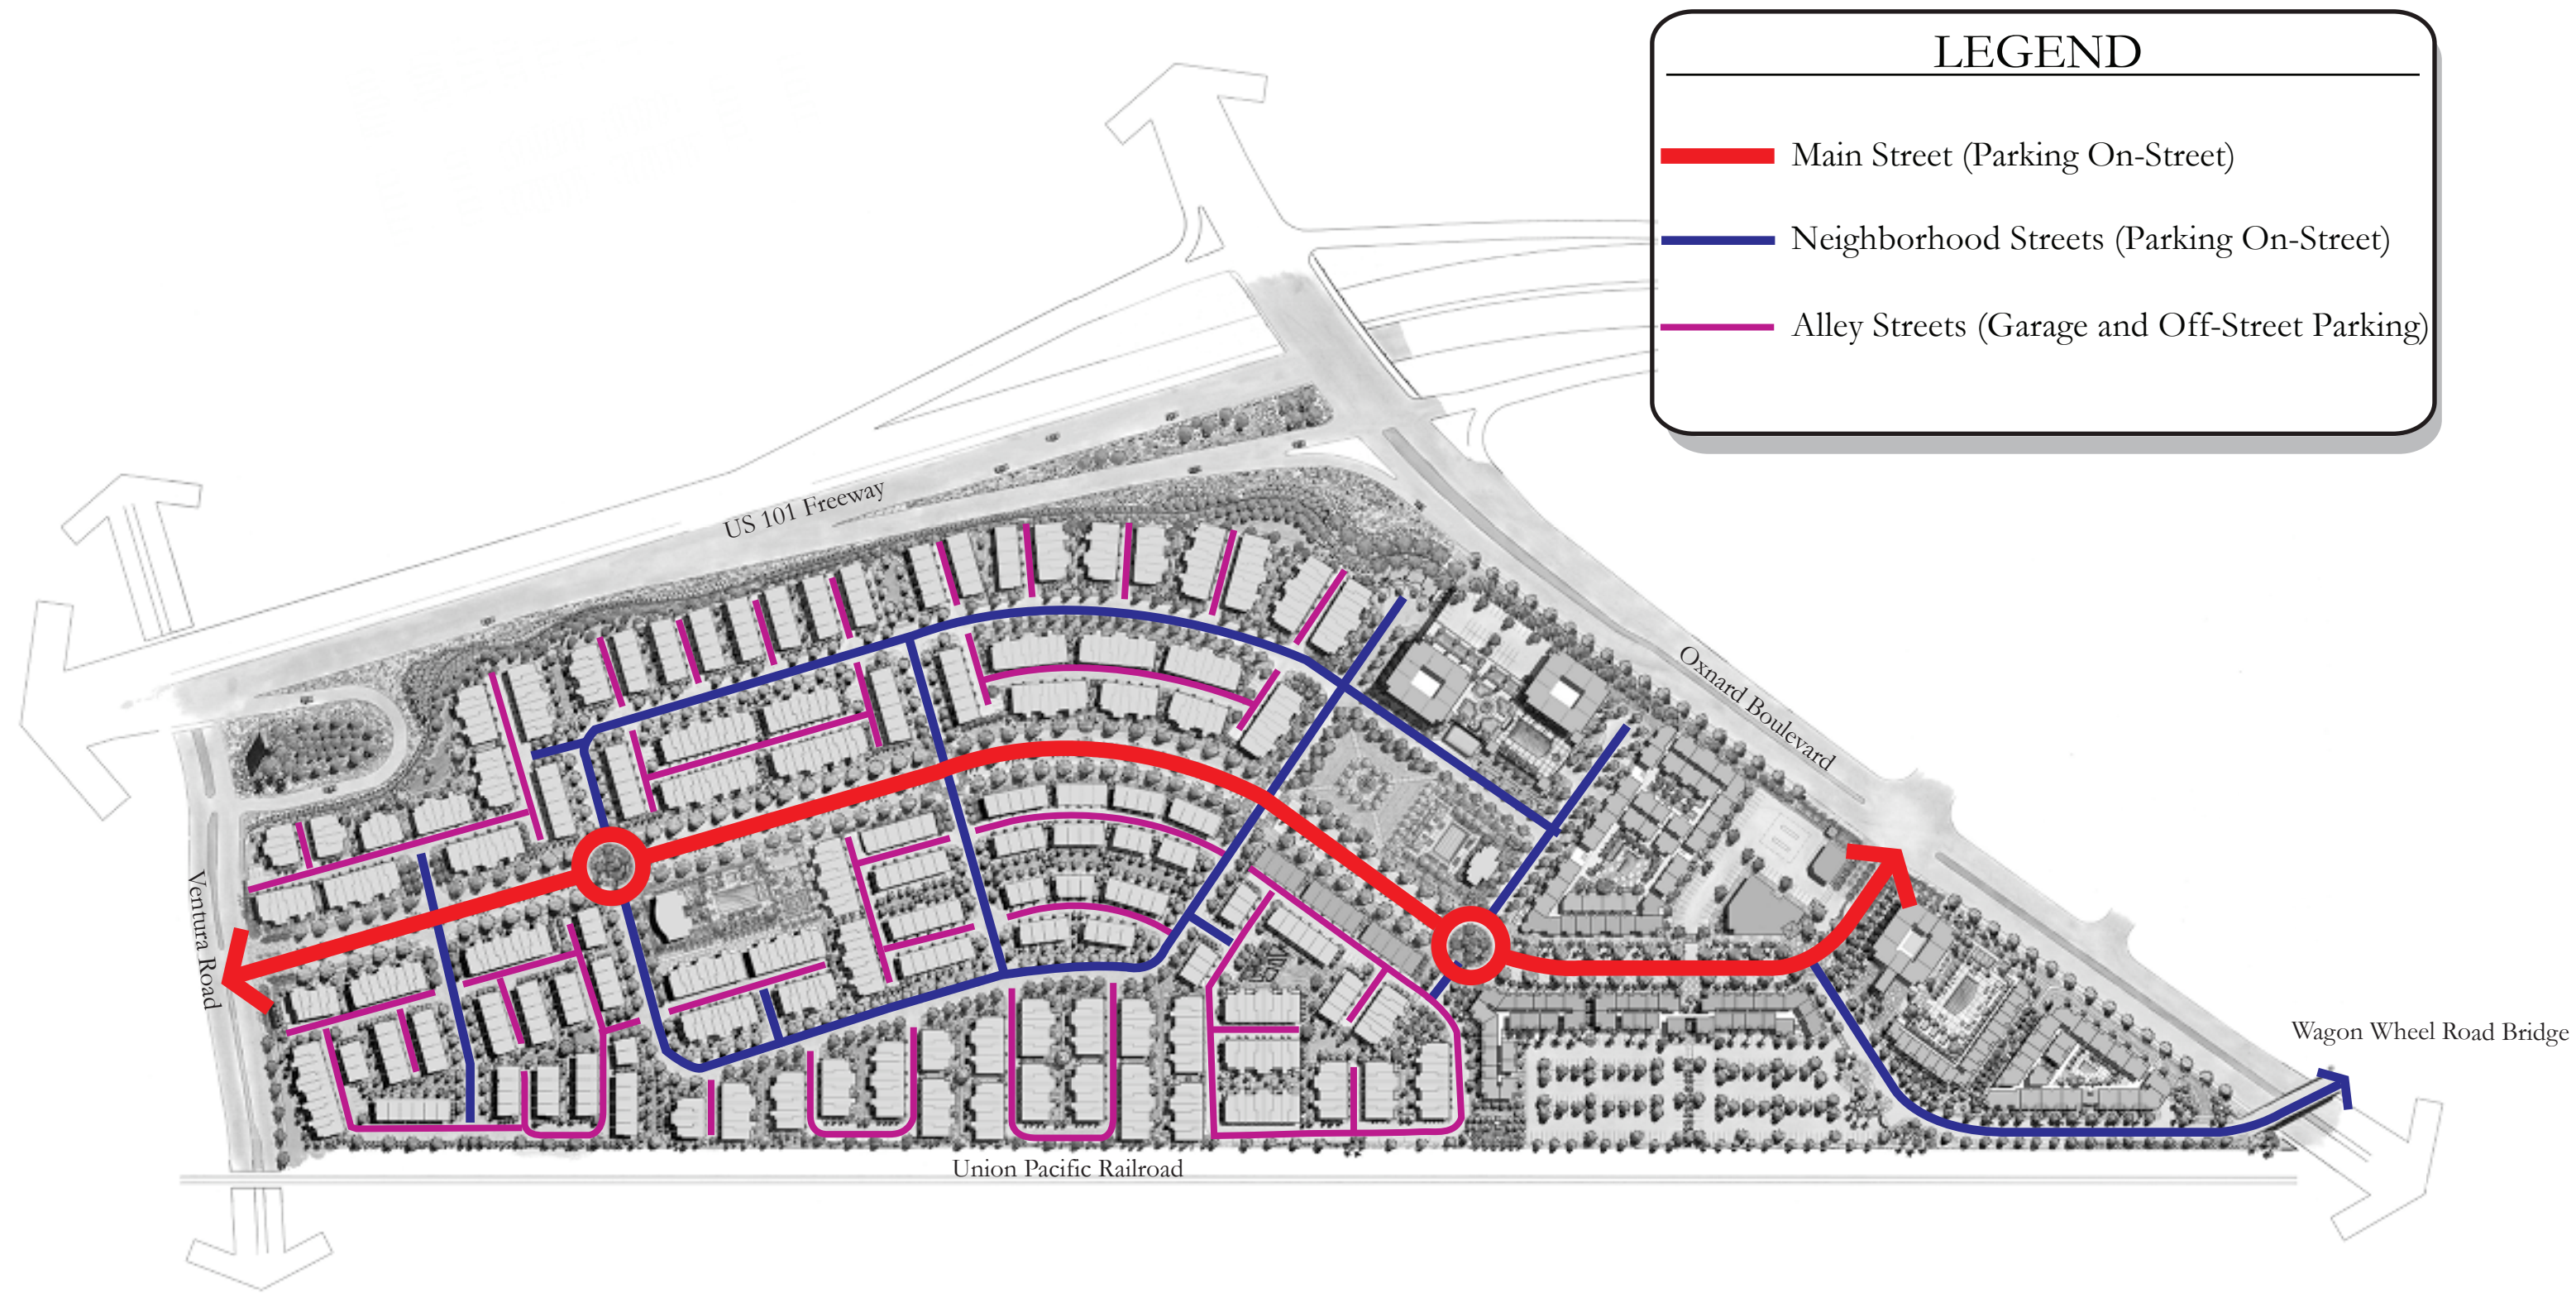 LEGEND
Main Street (Parking On-Street)
Neighborhood Streets (Parking On-Street)
Alley Streets (Garage and Off-Street Parking)
US 101 Freeway
Oxnard Boulevard
Ventura Road
Wagon Wheel Road Bridge
Union Pacific Railroad